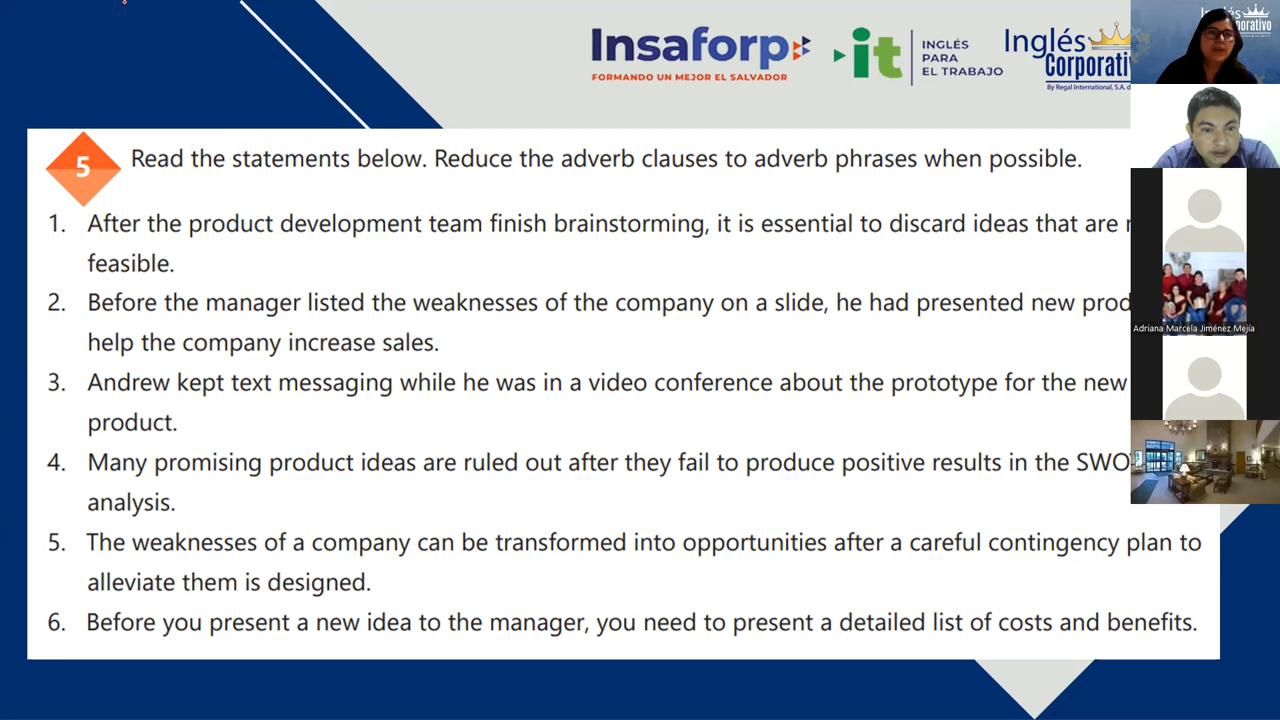 Insaforp
FORMANDO UN MEJOR EL SALVADOR
it
INGLÉS
PARA
EL TRABAJO
Inglés
Corporativ
By Regal International, S.A. d
Inglés
orporativo
5
Read the statements below. Reduce the adverb clauses to adverb phrases when possible.
1. After the product development team finish brainstorming, it is essential to discard ideas that are
feasible.
2. Before the manager listed the weaknesses of the company on a slide, he had presented new prod
help the company increase sales.
3. Andrew kept text messaging while he was in a video conference about the prototype for the new
product.
4. Many promising product ideas are ruled out after they fail to produce positive results in the SWO
analysis.
5. The weaknesses of a company can be transformed into opportunities after a careful contingency plan to
alleviate them is designed.
6. Before you present a new idea to the manager, you need to present a detailed list of costs and benefits.
Adriana Marcela Jiménez Mejía